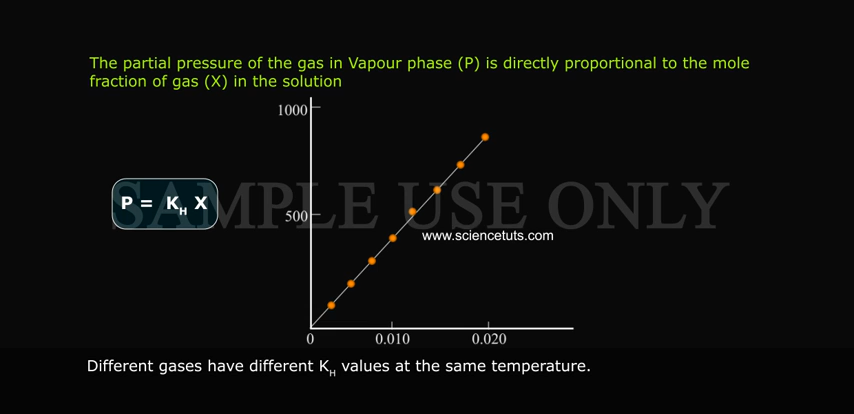 The partial pressure of the gas in Vapour phase (P) is directly proportional to the mole
fraction of gas (X) in the solution
1000
P = KH X
SAMPLE USE ONLY
500
www.sciencetuts.com
0 0.010 0.020
Different gases have different KH values at the same temperature.